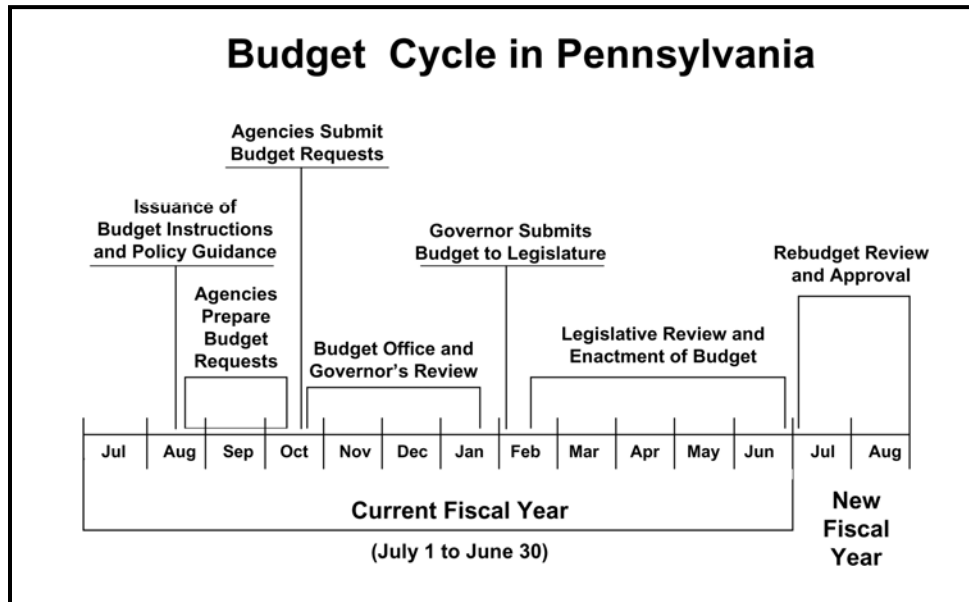 Budget Cycle in Pennsylvania
Agencies Submit
Budget Requests
Issuance of
Budget Instructions
and Policy Guidance
Governor Submits
Budget to Legislature
Rebudget Review
and Approval
Agencies
Prepare
Budget
Requests
Budget Office and
Governor's Review
Legislative Review and
Enactment of Budget
Jul Aug Sep Oct Nov Dec Jan Feb Mar Apr May Jun Jul Aug
Current Fiscal Year
(July 1 to June 30)
New
Fiscal
Year